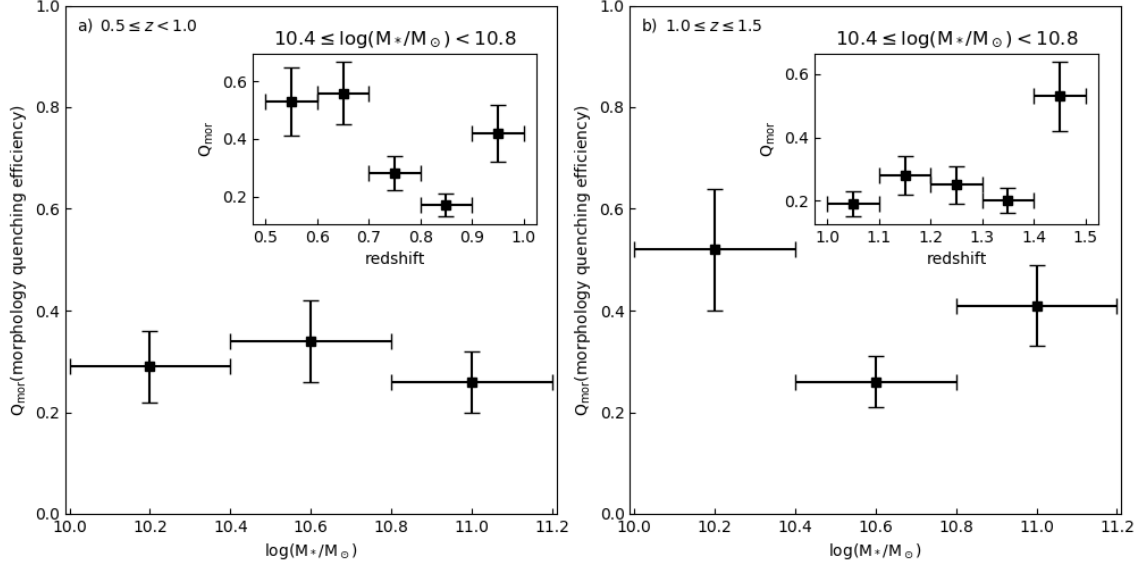 a) 0.5 ≤ z < 1.0
10.4 ≤ log(M*/M⊙) < 10.8
0.6
0.4
0.2
Qmor
0.5 0.6 0.7 0.8 0.9 1.0
redshift
1.0
0.8
0.6
0.4
0.2
0.0
Qmor(morphology quenching efficiency)
10.0 10.2 10.4 10.6 10.8 11.0 11.2
log(M*/M⊙)
b) 1.0 ≤ z ≤ 1.5
10.4 ≤ log(M*/M⊙) < 10.8
0.6
0.4
0.2
Qmor
1.0 1.1 1.2 1.3 1.4 1.5
redshift
1.0
0.8
0.6
0.4
0.2
0.0
Qmor(morphology quenching efficiency)
10.0 10.2 10.4 10.6 10.8 11.0 11.2
log(M*/M⊙)